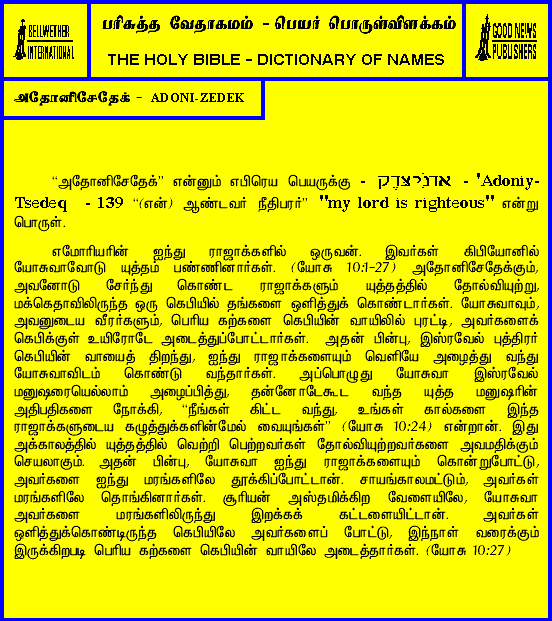 BELLWETHER
INTERNATIONAL
பரிசுத்த வேதாகமம் - பெயர் பொருள்விளக்கம்
THE HOLY BIBLE - DICTIONARY OF NAMES
GOOD NEWS
PUBLISHERS
அதோனிசேதேக் - ADONI-ZEDEK
“அதோனிசேதேக்” என்னும் எபிரெய பெயருக்கு - אדניצדק - 'Adoniy-
Tsedeq - 139 “(என்) ஆண்டவர் நீதிபரர்” "my lord is righteous" என்று
பொருள்.
எமோரியரின் ஐந்து ராஜாக்களில் ஒருவன். இவர்கள் கிபியோனில்
யோசுவாவோடு யுத்தம் பண்ணினார்கள். (யோசு 10:1-27) அதோனிசேதேக்கும்,
அவனோடு சேர்ந்து கொண்ட ராஜாக்களும் யுத்தத்தில் தோல்வியுற்று,
மக்கெதாவிலிருந்த ஒரு கெபியில் தங்களை ஒளித்துக் கொண்டார்கள். யோசுவாவும்,
அவனுடைய வீரர்களும், பெரிய கற்களை கெபியின் வாயிலில் புரட்டி, அவர்களைக்
கெபிக்குள் உயிரோடே அடைத்துப்போட்டார்கள். அதன் பின்பு, இஸ்ரவேல் புத்திரர்
கெபியின் வாயைத் திறந்து, ஐந்து ராஜாக்களையும் வெளியே அழைத்து வந்து
யோசுவாவிடம் கொண்டு வந்தார்கள். அப்பொழுது யோசுவா இஸ்ரவேல்
மனுஷரையெல்லாம் அழைப்பித்து, தன்னோடேகூட வந்த யுத்த மனுஷரின்
அதிபதிகளை நோக்கி, “நீங்கள் கிட்ட வந்து, உங்கள் கால்களை இந்த
ராஜாக்களுடைய கழுத்துக்களின்மேல் வையுங்கள்” (யோசு 10:24) என்றான். இது
அக்காலத்தில் யுத்தத்தில் வெற்றி பெற்றவர்கள் தோல்வியுற்றவர்களை அவமதிக்கும்
செயலாகும். அதன் பின்பு, யோசுவா ஐந்து ராஜாக்களையும் கொன்றுபோட்டு,
அவர்களை ஐந்து மரங்களிலே தூக்கிப்போட்டான். சாயங்காலமட்டும், அவர்கள்
மரங்களிலே தொங்கினார்கள். சூரியன் அஸ்தமிக்கிற வேளையிலே, யோசுவா
அவர்களை மரங்களிலிருந்து இறக்கக் கட்டளையிட்டான். அவர்கள்
ஒளித்துக்கொண்டிருந்த கெபியிலே அவர்களைப் போட்டு, இந்நாள் வரைக்கும்
இருக்கிறபடி பெரிய கற்களை கெபியின் வாயிலே அடைத்தார்கள். (யோசு 10:27)